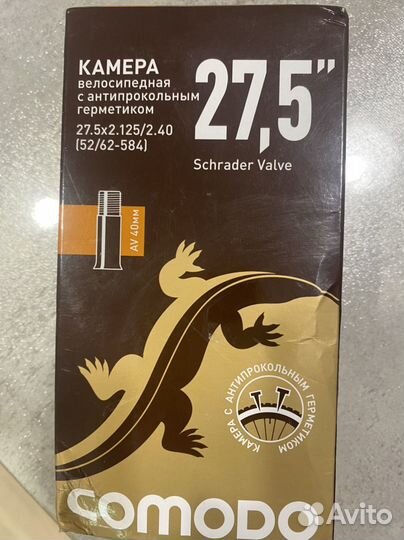 КАМЕРА
велосипедная
с антипрокольным
герметиком
27.5x2.125/2.40
(52/62-584)
27,5"
Schrader Valve
AV 40мм
КАМЕРА С АНТИПРОКОЛЬНЫМ ГЕРМЕТИКОМ
COMODO
Avito